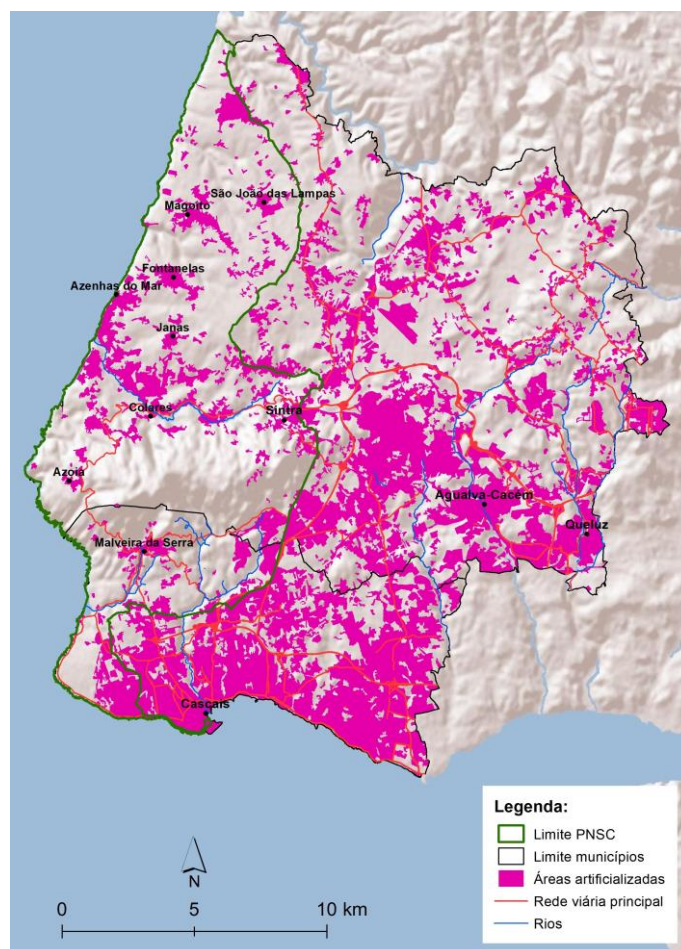 São João das Lampas
Magoito
Fontanelas
Azenhas do Mar
Janas
Colares
Sintra
Azoia
Agualva-Cacém
Queluz
Malveira da Serra
Cascais
N
0 5 10 km
Legenda:
Limite PNSC
Limite municípios
Áreas artificializadas
Rede viária principal
Rios